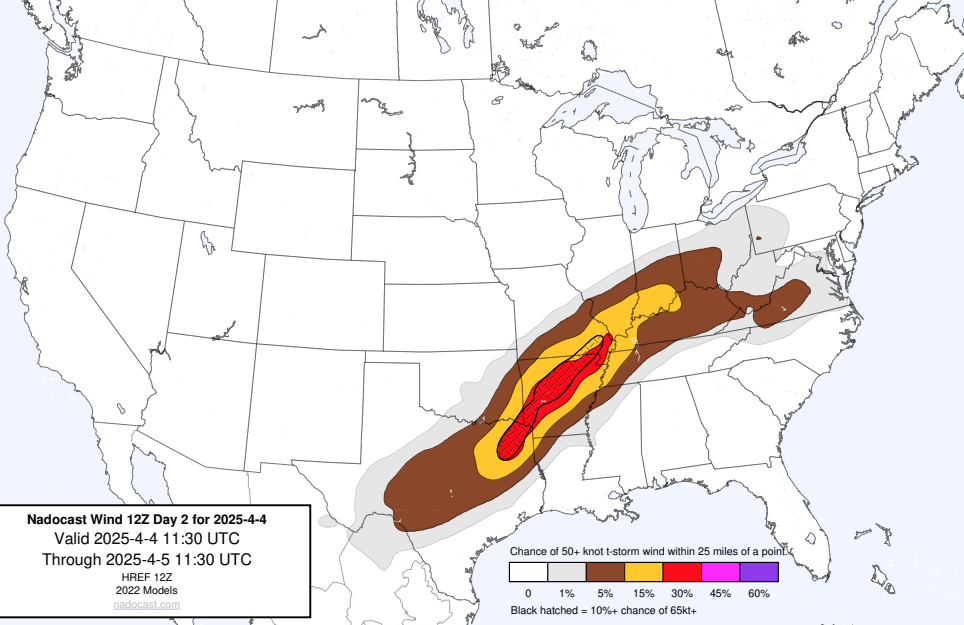 Nadocast Wind 12Z Day 2 for 2025-4-4
Valid 2025-4-4 11:30 UTC
Through 2025-4-5 11:30 UTC
HREF 12Z
2022 Models
nadocast.com
Chance of 50+ knot t-storm wind within 25 miles of a point.
0 1% 5% 15% 30% 45% 60%
Black hatched = 10%+ chance of 65kt+